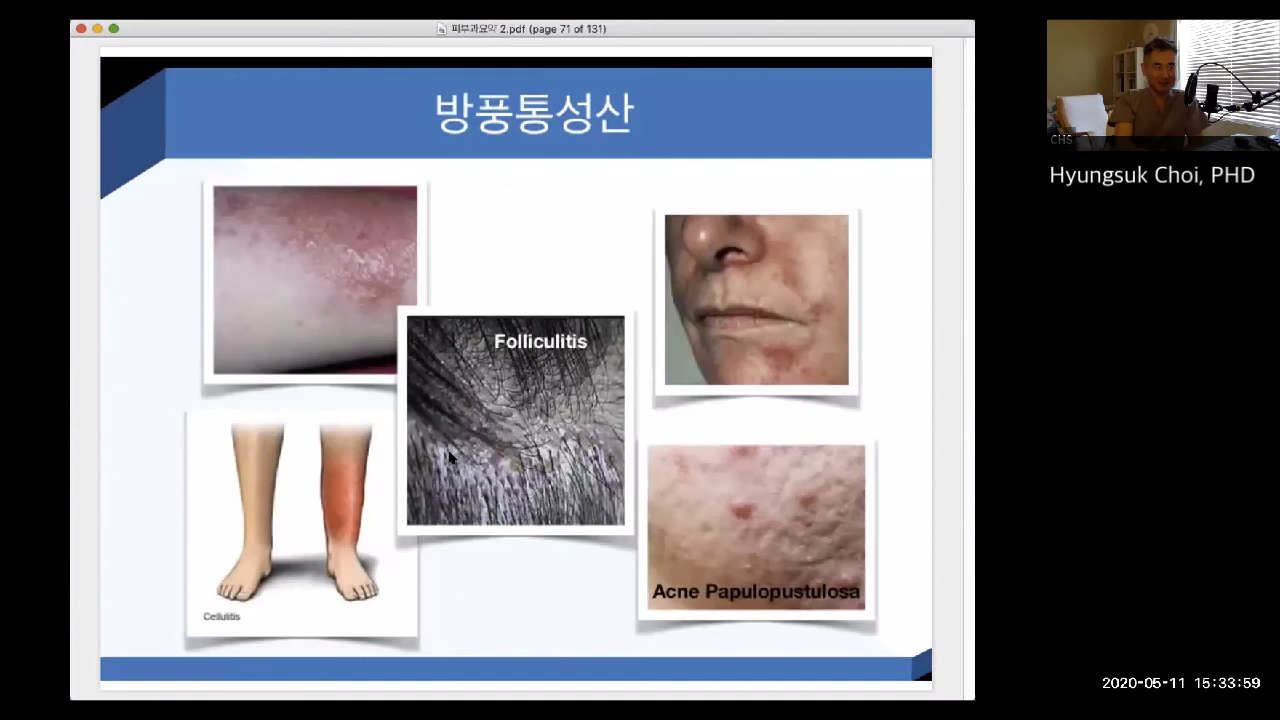 피부과요약 2.pdf (page 71 of 131)
방풍통성산
Folliculitis
Cellulitis
Acne Papulopustulosa
CHS
Hyungsuk Choi, PHD
2020-05-11 15:33:59